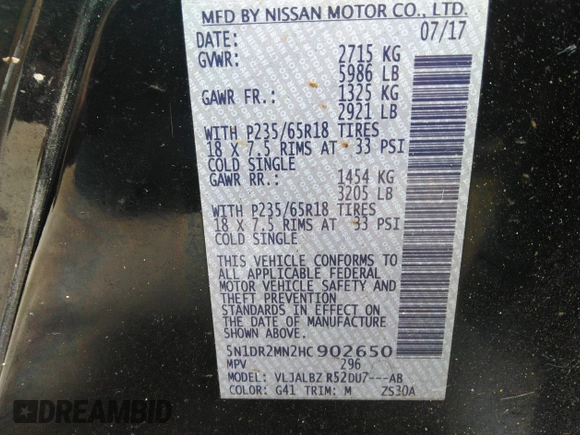 MFD BY NISSAN MOTOR CO., LTD.
DATE: 07/17
GVWR: 2715 KG
5986 LB
GAWR FR.: 1325 KG
2921 LB
WITH P235/65R18 TIRES
18 X 7.5 RIMS AT 33 PSI
COLD SINGLE
GAWR RR.: 1454 KG
3205 LB
WITH P235/65R18 TIRES
18 X 7.5 RIMS AT 33 PSI
COLD SINGLE
THIS VEHICLE CONFORMS TO
ALL APPLICABLE FEDERAL
MOTOR VEHICLE SAFETY AND
THEFT PREVENTION
STANDARDS IN EFFECT ON
THE DATE OF MANUFACTURE
SHOWN ABOVE.
5N1DR2MN2HC902650
MPV 296
MODEL: VLJALBZ R52DU7---AB
COLOR: G41 TRIM: M ZS30A
DREAMBID